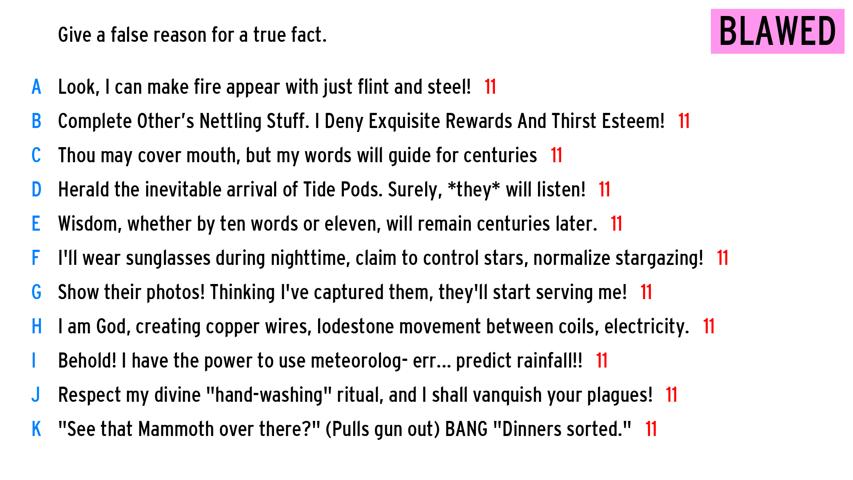 BLAWED
Give a false reason for a true fact.
A Look, I can make fire appear with just flint and steel! 11
B Complete Other's Nettling Stuff. I Deny Exquisite Rewards And Thirst Esteem! 11
C Thou may cover mouth, but my words will guide for centuries 11
D Herald the inevitable arrival of Tide Pods. Surely, *they* will listen! 11
E Wisdom, whether by ten words or eleven, will remain centuries later. 11
F I'll wear sunglasses during nighttime, claim to control stars, normalize stargazing! 11
G Show their photos! Thinking I've captured them, they'll start serving me! 11
H I am God, creating copper wires, lodestone movement between coils, electricity. 11
I Behold! I have the power to use meteorolog- err... predict rainfall!! 11
J Respect my divine "hand-washing" ritual, and I shall vanquish your plagues! 11
K "See that Mammoth over there?" (Pulls gun out) BANG "Dinners sorted." 11